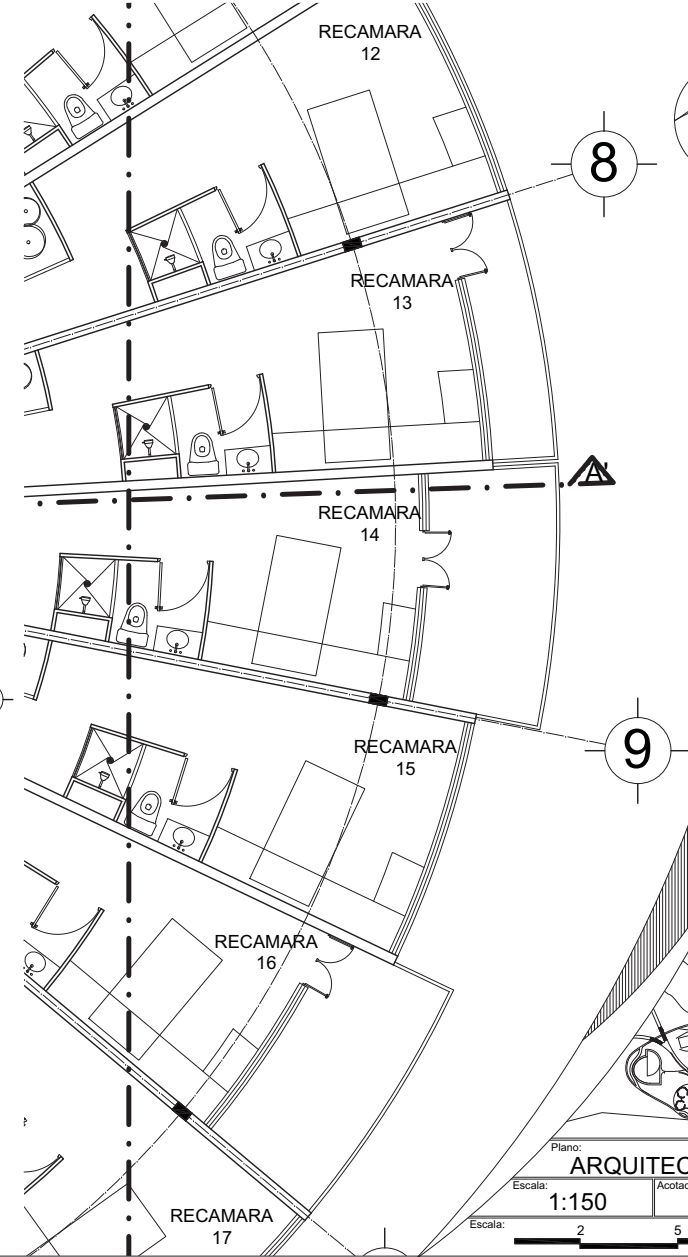 RECAMARA
12
8
RECAMARA
13
A'
RECAMARA
14
9
RECAMARA
15
RECAMARA
16
RECAMARA
17
Plano:
ARQUITEC
Escala:
1:150
Acotac
Escala:
2
5